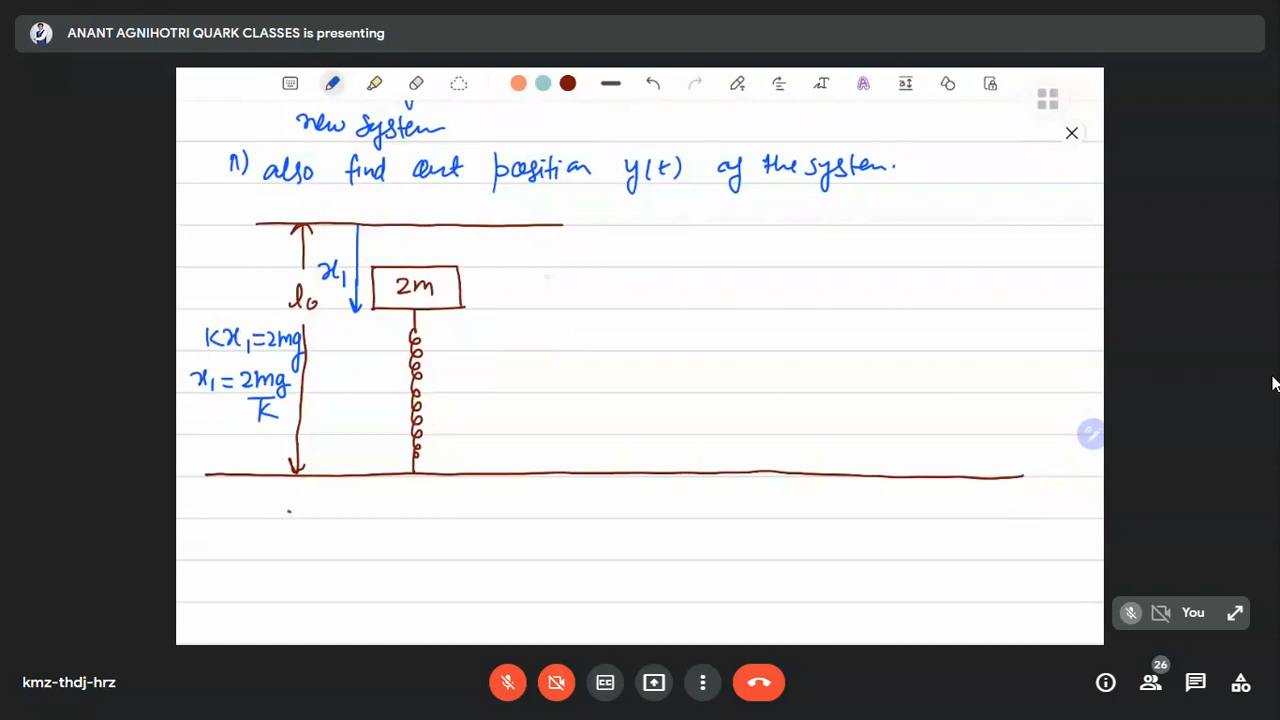 ANANT AGNIHOTRI QUARK CLASSES is presenting
new system
also find out position y(t) of the system.
x₁
2m
l₀
Kx₁=2mg
x₁ = 2mg
K
You
kmz-thdj-hrz
CC
26